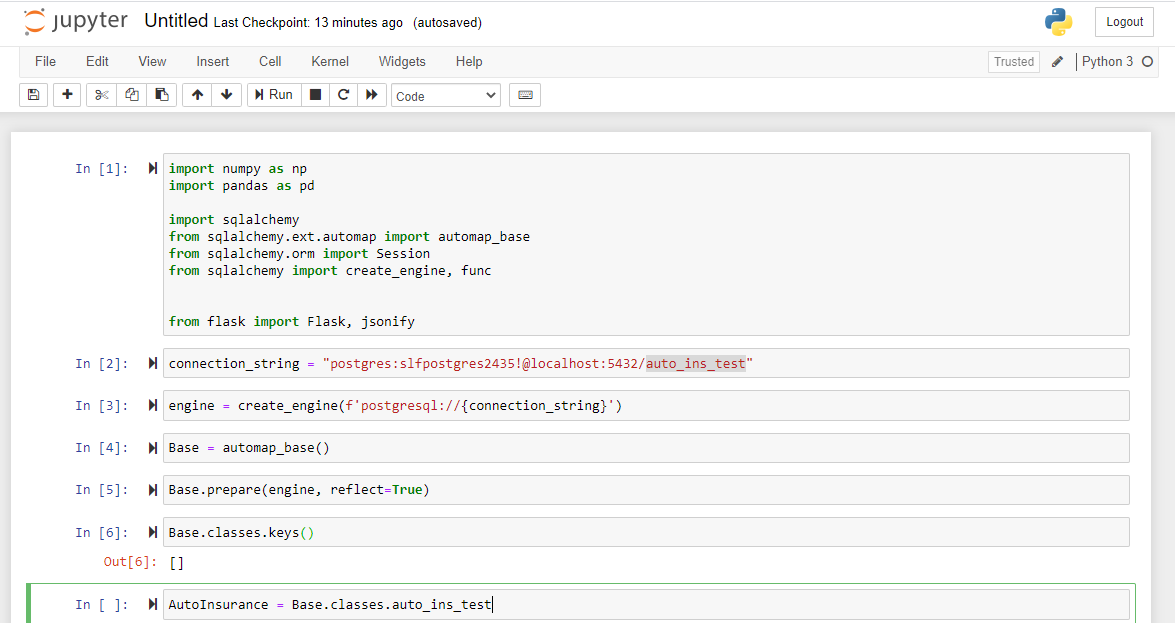 jupyter Untitled Last Checkpoint: 13 minutes ago (autosaved) Logout
File Edit View Insert Cell Kernel Widgets Help Trusted Python 3
Run Code
In [1]: import numpy as np
import pandas as pd
import sqlalchemy
from sqlalchemy.ext.automap import automap_base
from sqlalchemy.orm import Session
from sqlalchemy import create_engine, func
from flask import Flask, jsonify
In [2]: connection_string = "postgres:slfpostgres2435!@localhost:5432/auto_ins_test"
In [3]: engine = create_engine(f'postgresql://{connection_string}')
In [4]: Base = automap_base()
In [5]: Base.prepare(engine, reflect=True)
In [6]: Base.classes.keys()
Out[6]: []
In [ ]: AutoInsurance = Base.classes.auto_ins_test